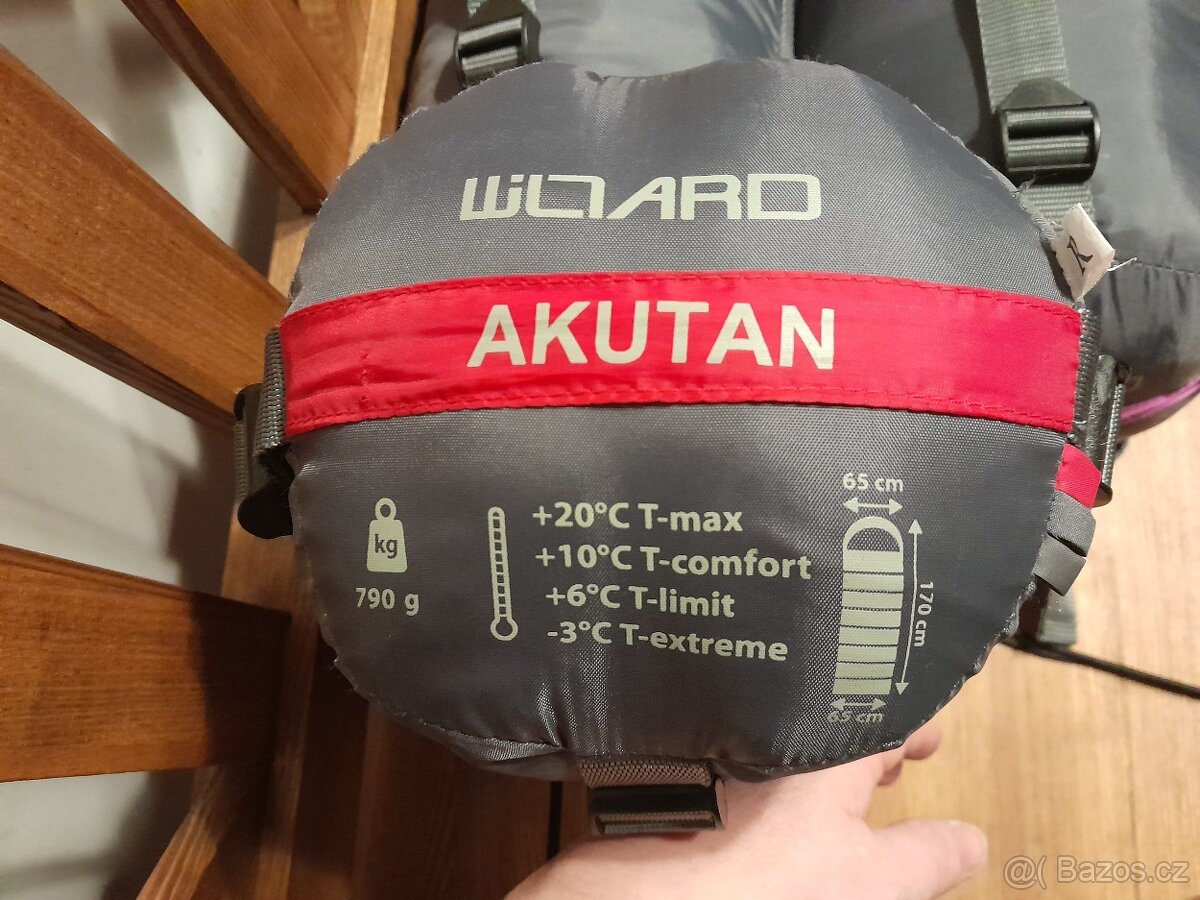 WiZARD
AKUTAN
65 cm
kg
790 g
+20°C T-max
+10°C T-comfort
+6°C T-limit
-3°C T-extreme
170 cm
65 cm
R
@( Bazos.cz